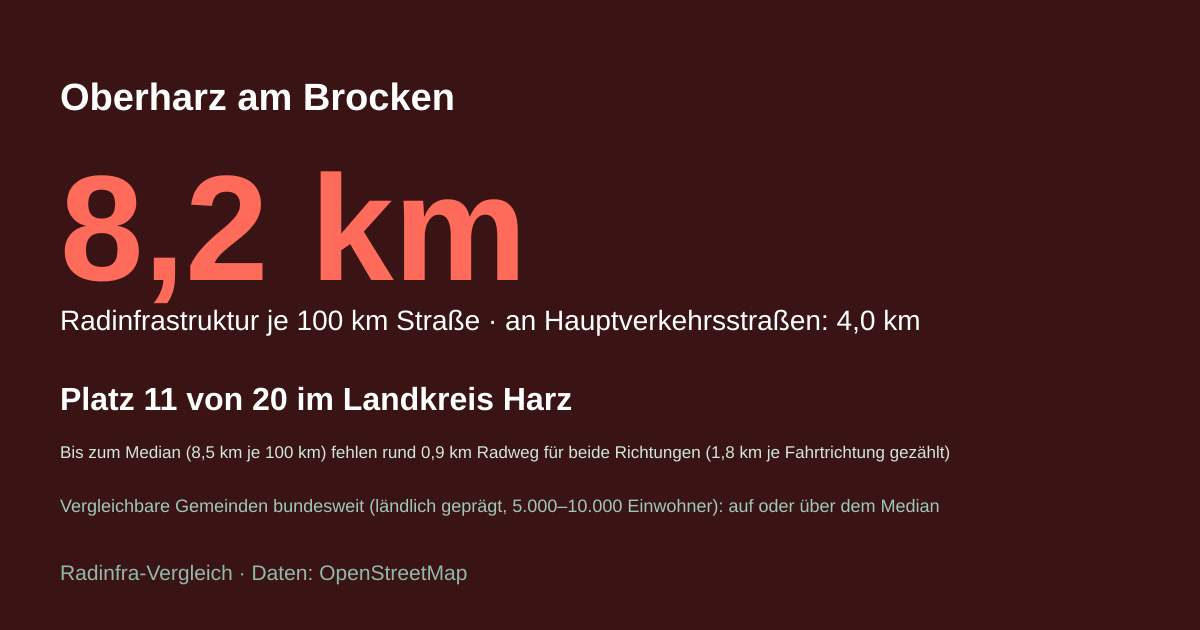 Oberharz am Brocken
8,2 km
Radinfrastruktur je 100 km Straße · an Hauptverkehrsstraßen: 4,0 km
Platz 11 von 20 im Landkreis Harz
Bis zum Median (8,5 km je 100 km) fehlen rund 0,9 km Radweg für beide Richtungen (1,8 km je Fahrtrichtung gezählt)
Vergleichbare Gemeinden bundesweit (ländlich geprägt, 5.000–10.000 Einwohner): auf oder über dem Median
Radinfra-Vergleich · Daten: OpenStreetMap